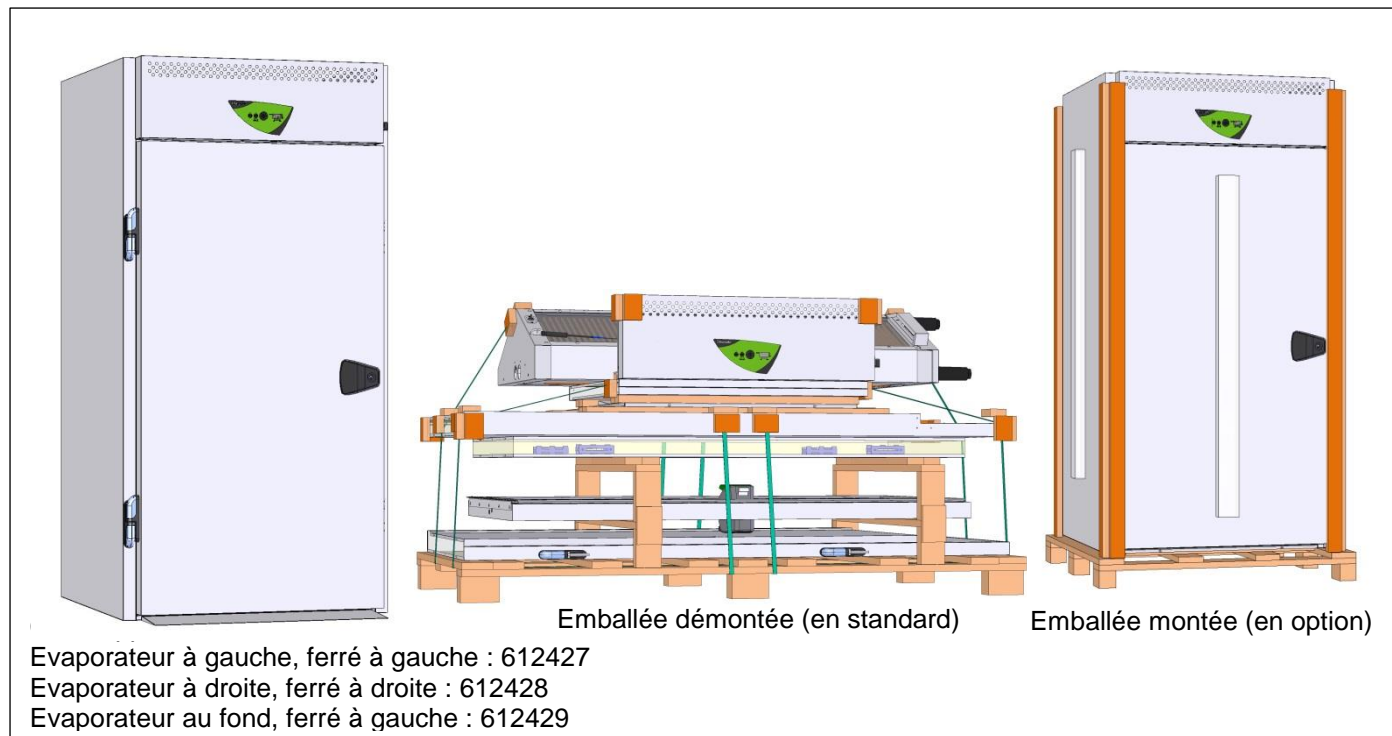 Emballée démontée (en standard)
Emballée montée (en option)
Evaporateur à gauche, ferré à gauche : 612427
Evaporateur à droite, ferré à droite : 612428
Evaporateur au fond, ferré à gauche : 612429